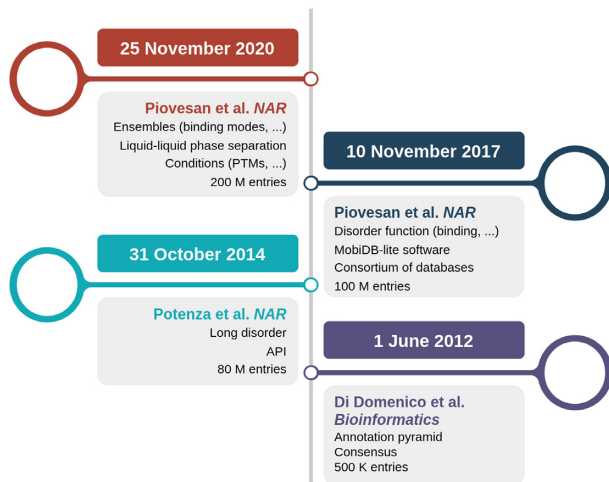 25 November 2020
Piovesan et al. NAR
Ensembles (binding modes, ...)
Liquid-liquid phase separation
Conditions (PTMs, ...)
200 M entries
10 November 2017
Piovesan et al. NAR
Disorder function (binding, ...)
MobiDB-lite software
Consortium of databases
100 M entries
31 October 2014
Potenza et al. NAR
Long disorder
API
80 M entries
1 June 2012
Di Domenico et al.
Bioinformatics
Annotation pyramid
Consensus
500 K entries